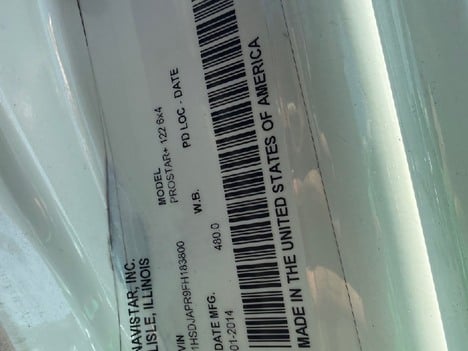 NAVISTAR, INC.
LISLE, ILLINOIS
MODEL
PROSTAR+ 122 6x4
VIN
1HSDJAPR9FH183800
W.B.
PD LOC - DATE
DATE MFG.
480.0
01-2014
MADE IN THE UNITED STATES OF AMERICA